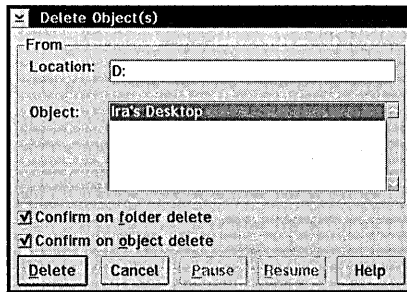 Delete Object(s)
From
Location: D:
Object: Ira's Desktop
Confirm on folder delete
Confirm on object delete
Delete Cancel Pause Resume Help